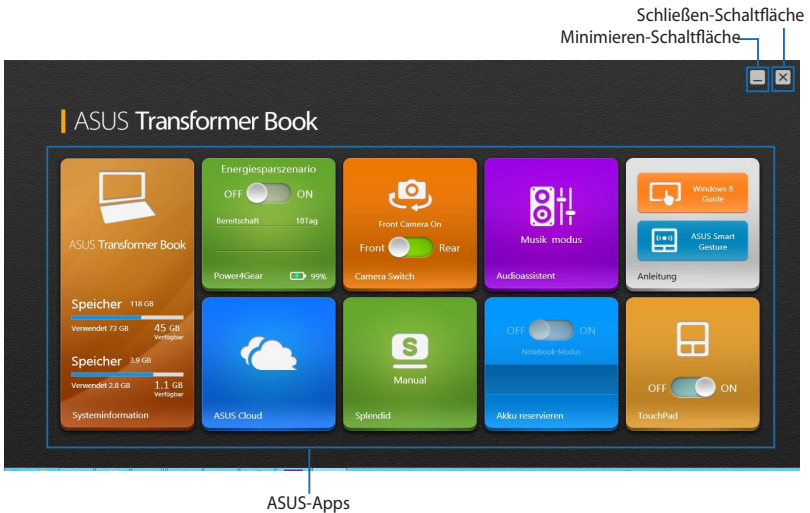 Schließen-Schaltfläche
Minimieren-Schaltfläche
ASUS Transformer Book
ASUS Transformer Book
Speicher 118 GB
Verwendet 73 GB 45 GB
Verfügbar
Speicher 3.9 GB
Verwendet 2.8 GB 1.1 GB
Verfügbar
Systeminformation
Energiesparszenario
OFF ON
Bereitschaft 18Tag
Power4Gear 99%
Front Camera On
Front Rear
Camera Switch
Musik modus
Audioassistent
Windows 8
Guide
ASUS Smart
Gesture
Anleitung
ASUS Cloud
S
Manual
Splendid
OFF ON
Notebook-Modus
Akku reservieren
OFF ON
TouchPad
ASUS-Apps